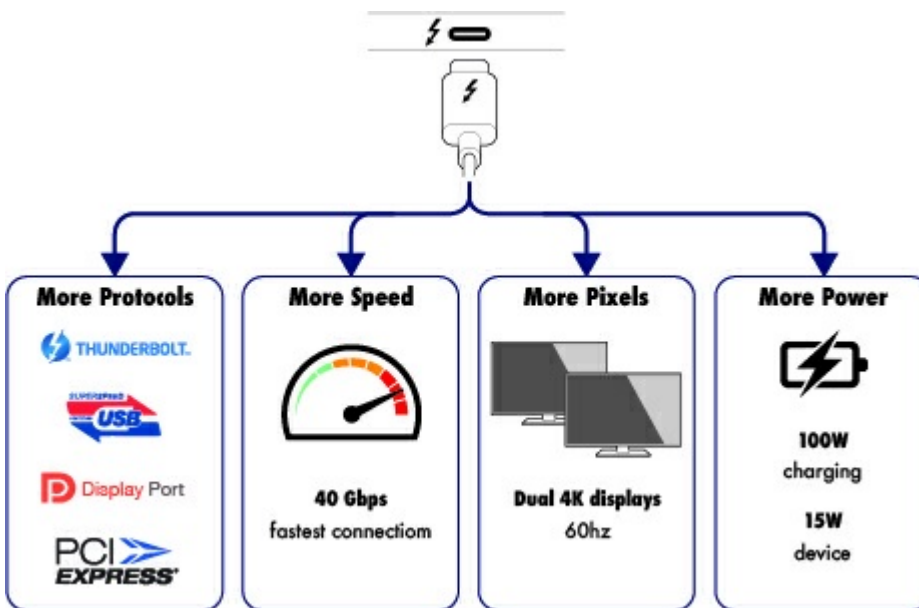 More Protocols
THUNDERBOLT™
SUPERSPEED
USB
Display Port
PCI
EXPRESS®
More Speed
40 Gbps
fastest connectiom
More Pixels
Dual 4K displays
60hz
More Power
100W
charging
15W
device